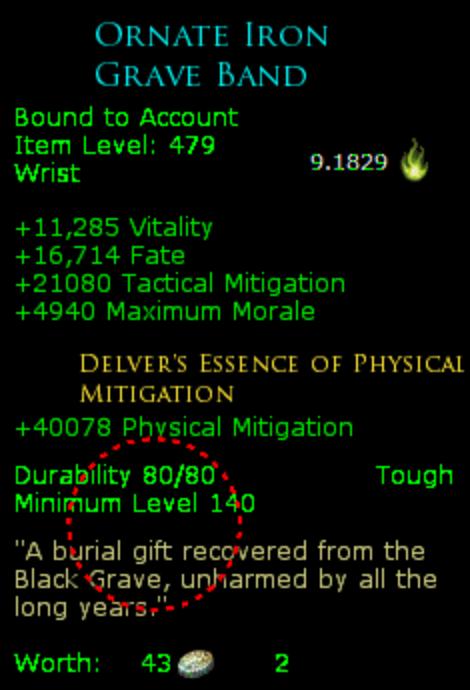 ORNATE IRON
GRAVE BAND
Bound to Account
Item Level: 479
Wrist
9.1829
+11,285 Vitality
+16,714 Fate
+21080 Tactical Mitigation
+4940 Maximum Morale
DELVER'S ESSENCE OF PHYSICAL
MITIGATION
+40078 Physical Mitigation
Durability 80/80 Tough
Minimum Level 140
"A burial gift recovered from the
Black Grave, unharmed by all the
long years."
Worth: 43 2